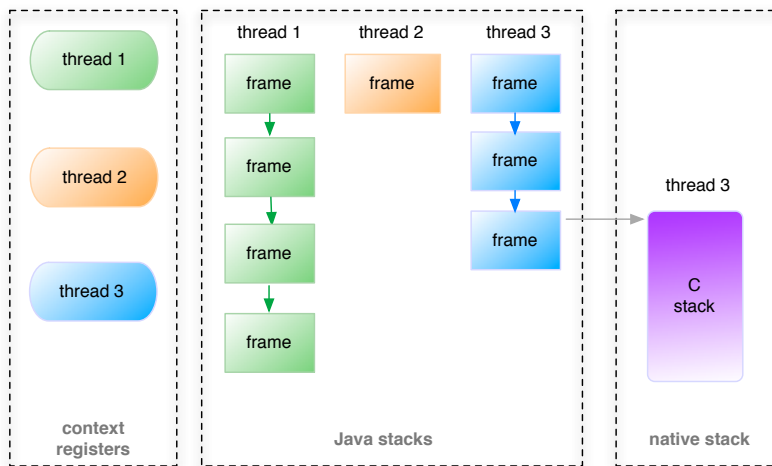 thread 1
thread 2
thread 3
context
registers
thread 1
thread 2
thread 3
frame
frame
frame
frame
frame
frame
frame
frame
Java stacks
thread 3
C
stack
native stack